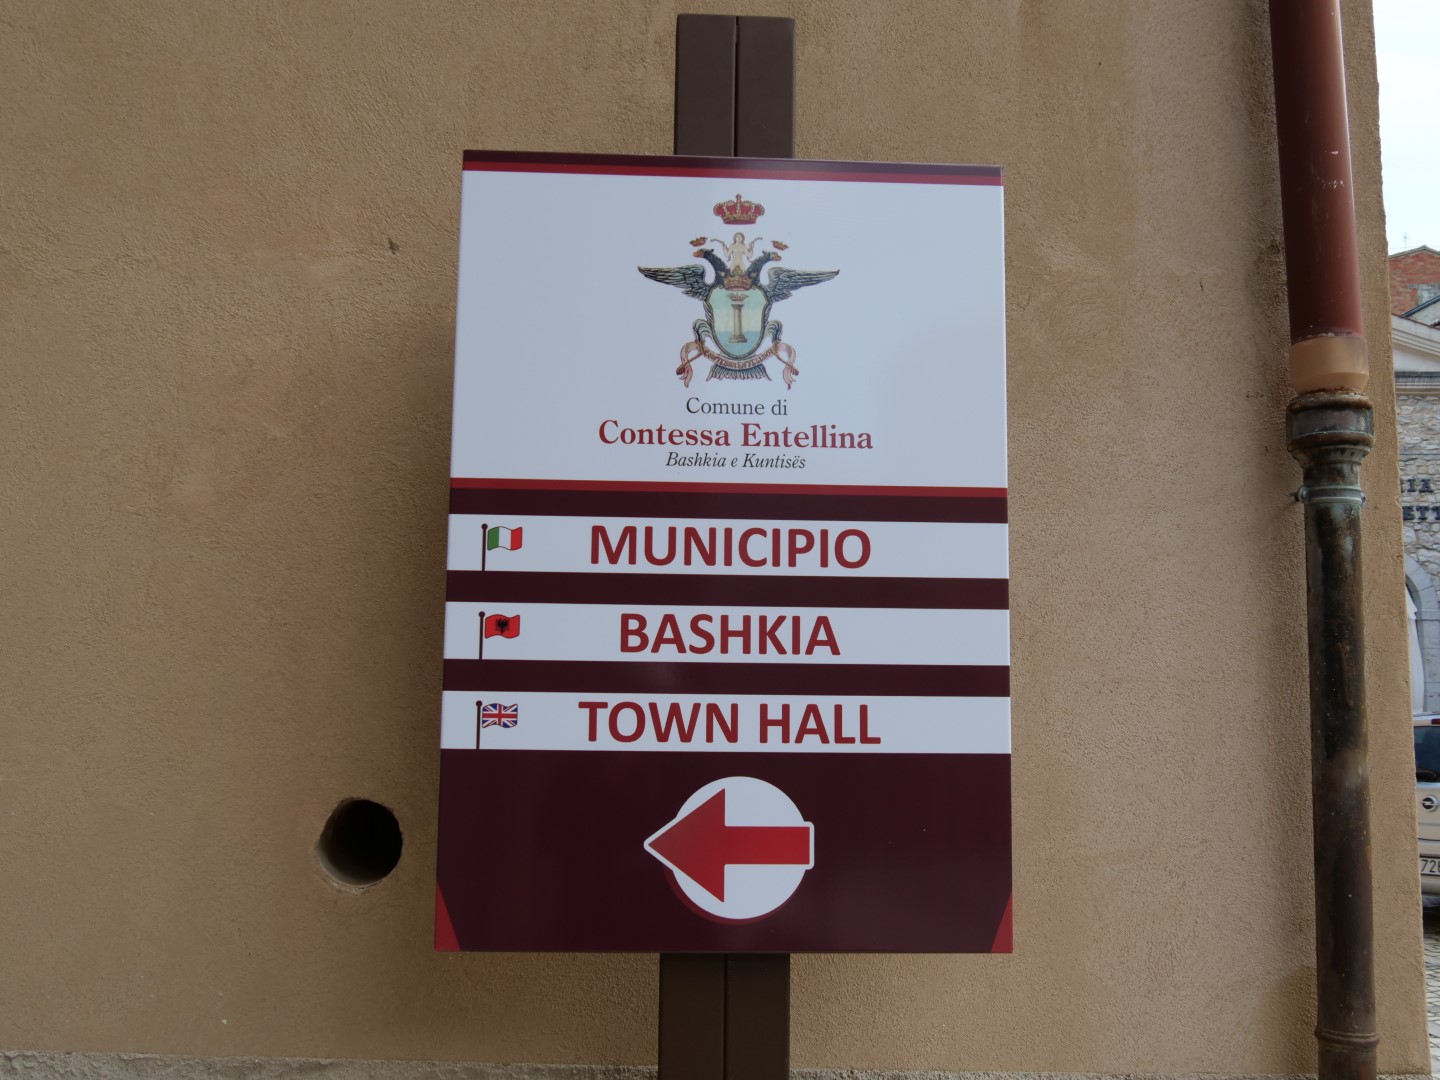 Comune di
Contessa Entellina
Bashkia e Kuntisës
MUNICIPIO
BASHKIA
TOWN HALL